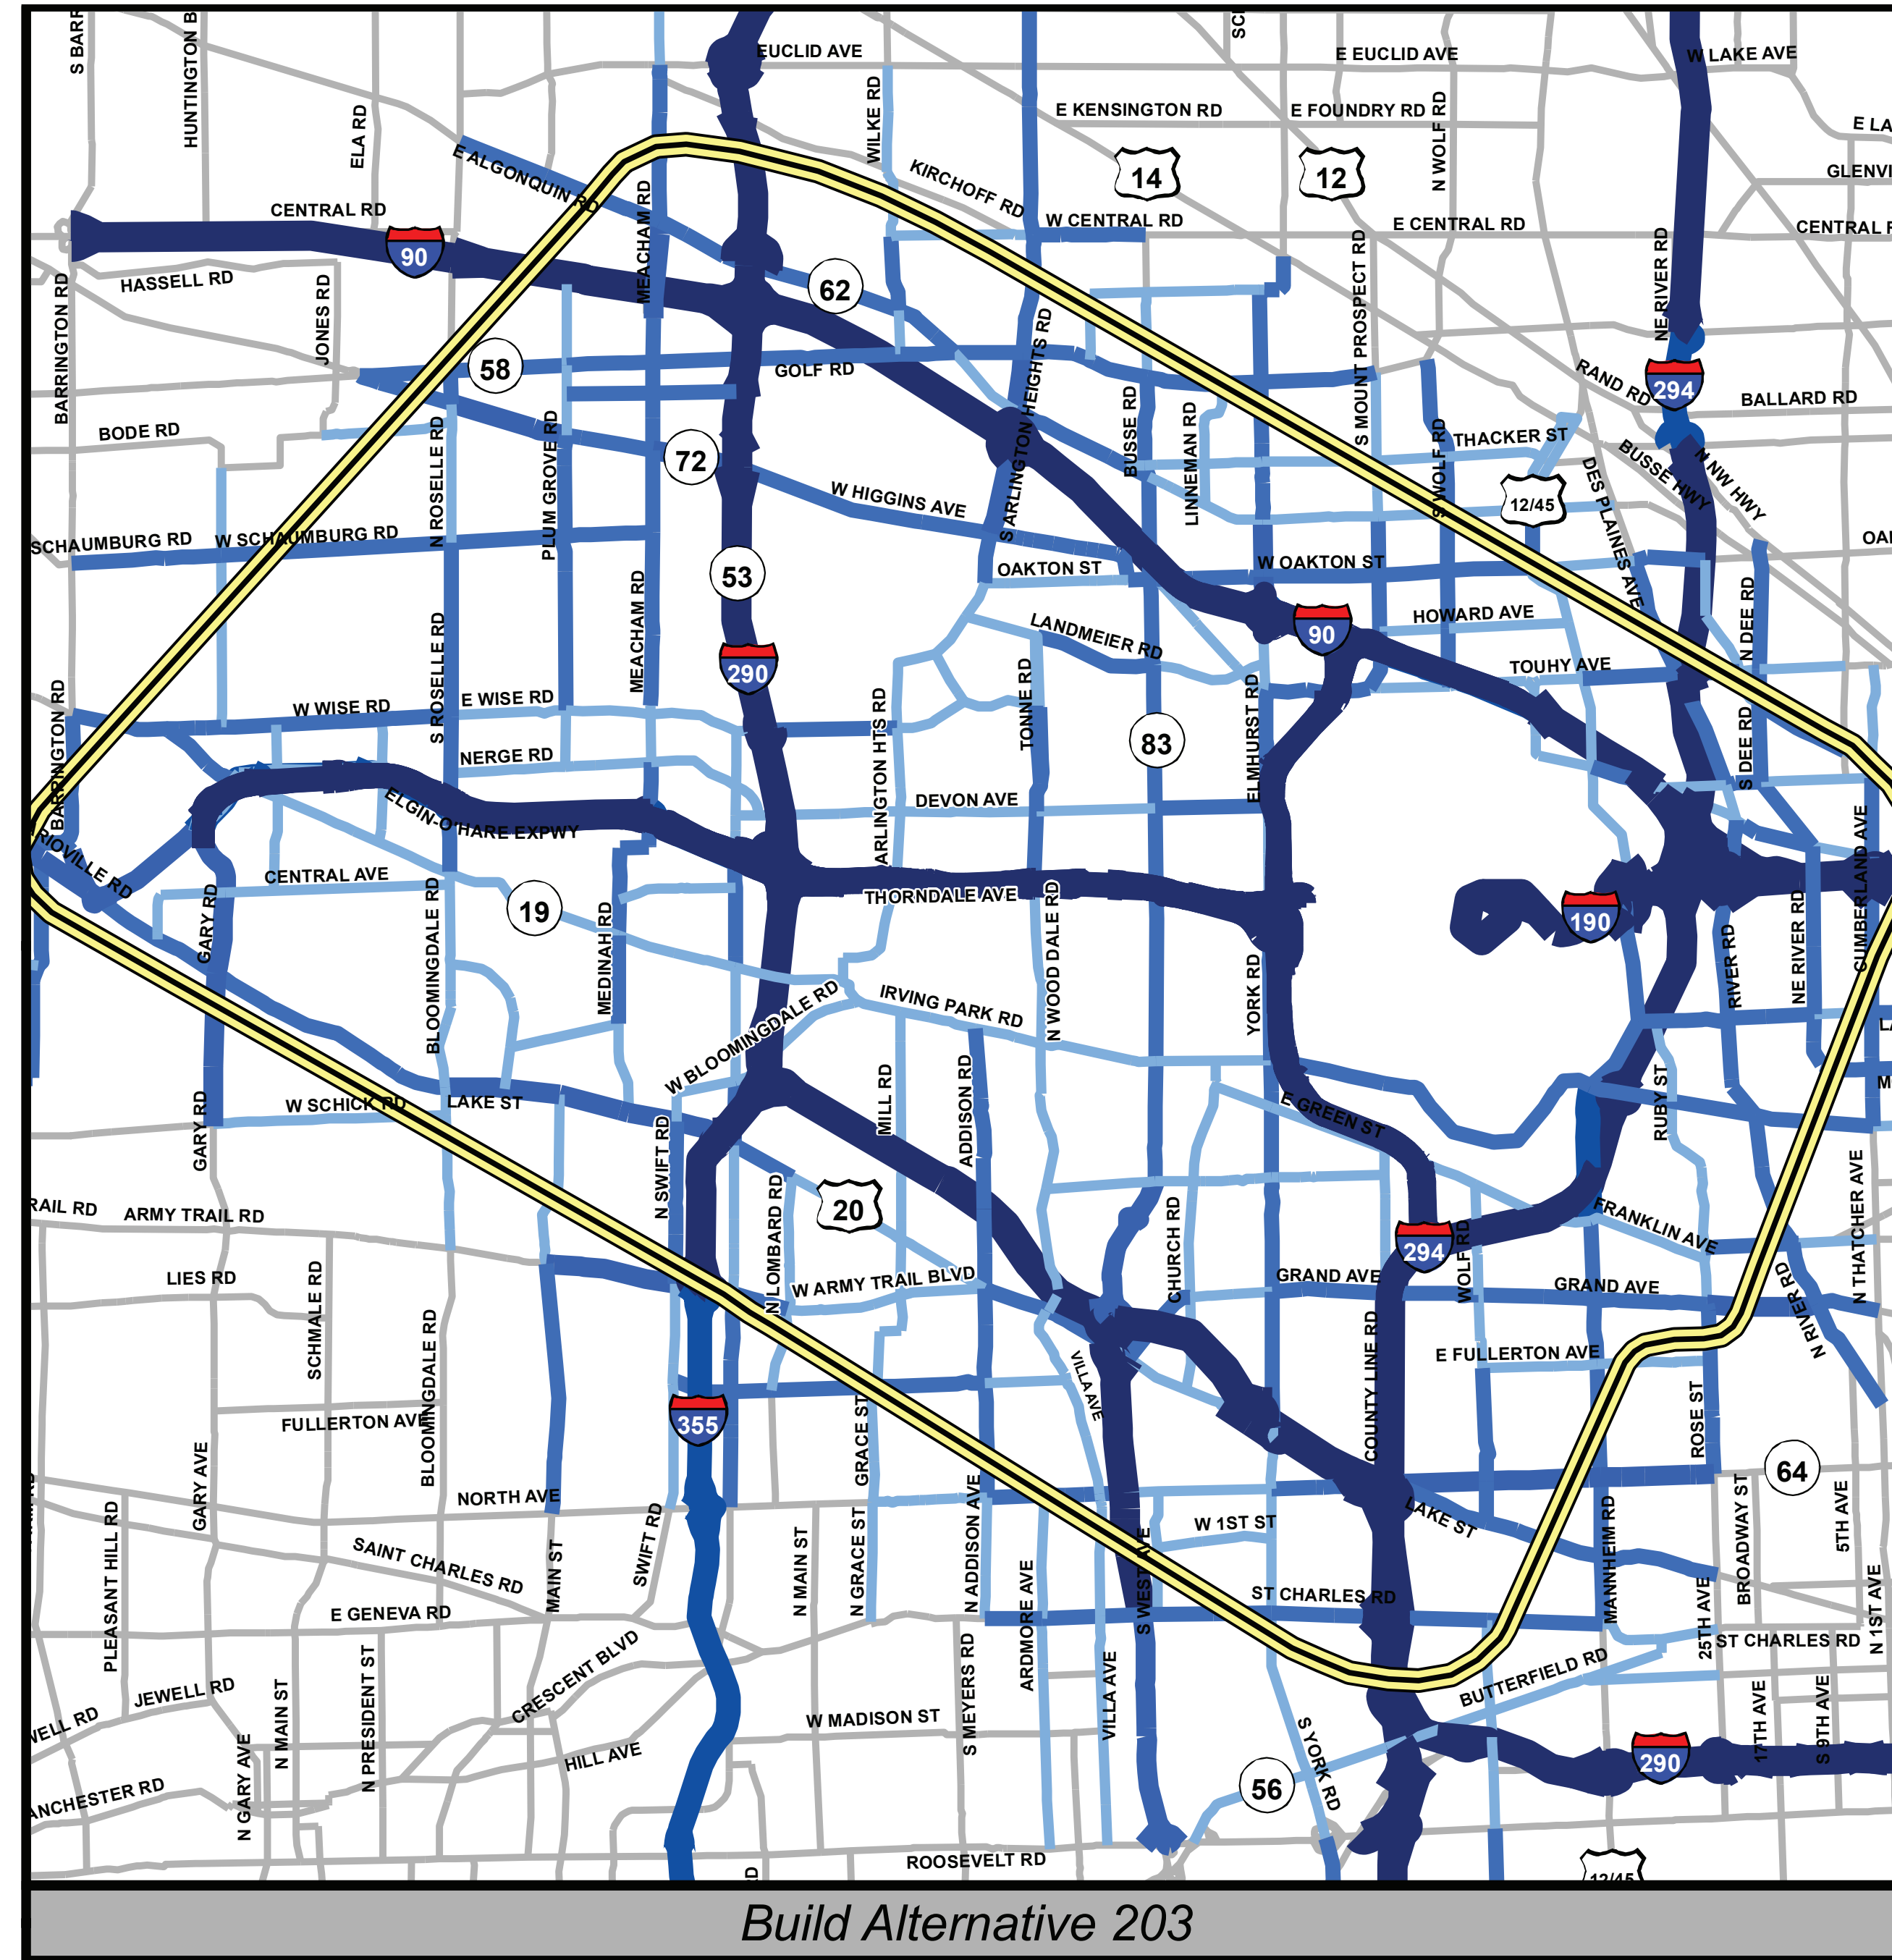 S BARR
HUNTINGTON B
ELA RD
EUCLID AVE
WILKE RD
E EUCLID AVE
W LAKE AVE
E KENSINGTON RD
E FOUNDRY RD
N WOLF RD
E LA
GLENVI
E ALGONQUIN RD
KIRCHOFF RD
14
12
CENTRAL RD
MEACHAM RD
W CENTRAL RD
E CENTRAL RD
CENTRAL R
90
HASSELL RD
JONES RD
62
S MOUNT PROSPECT RD
NE RIVER RD
BARRINGTON RD
58
GOLF RD
S ARLINGTON HEIGHTS RD
RAND RD
294
BALLARD RD
BODE RD
N ROSELLE RD
PLUM GROVE RD
72
W HIGGINS AVE
BUSSE RD
LINNEMAN RD
S WOLF RD
THACKER ST
BUSSE HWY
N NW HWY
12/45
DES PLAINES AVE
SCHAUMBURG RD
W SCHAUMBURG RD
53
OAKTON ST
W OAKTON ST
OA
MEACHAM RD
S ROSELLE RD
LANDMEIER RD
90
HOWARD AVE
N DEE RD
290
TOUHY AVE
BARRINGTON RD
W WISE RD
E WISE RD
ARLINGTON HTS RD
TONNE RD
83
ELMHURST RD
S DEE RD
NERGE RD
DEVON AVE
ELGIN-O'HARE EXPWY
CUMBERLAND AVE
RIOVILLE RD
CENTRAL AVE
GARY RD
19
THORNDALE AVE
190
BLOOMINGDALE RD
MEDINAH RD
N WOOD DALE RD
YORK RD
RIVER RD
NE RIVER RD
IRVING PARK RD
W BLOOMINGDALE RD
W SCHICK RD
LAKE ST
GARY RD
N SWIFT RD
MILL RD
ADDISON RD
E GREEN ST
RUBY ST
RAIL RD
ARMY TRAIL RD
20
N LOMBARD RD
CHURCH RD
294
WOLF RD
FRANKLIN AVE
N THATCHER AVE
LIES RD
SCHMALE RD
W ARMY TRAIL BLVD
GRAND AVE
GRAND AVE
N RIVER RD
BLOOMINGDALE RD
COUNTY LINE RD
E FULLERTON AVE
VILLA AVE
FULLERTON AVE
355
GRACE ST
ROSE ST
64
GARY AVE
NORTH AVE
PLEASANT HILL RD
SAINT CHARLES RD
MAIN ST
SWIFT RD
N MAIN ST
N GRACE ST
N ADDISON AVE
W 1ST ST
S WEST AVE
LAKE ST
MANNHEIM RD
BROADWAY ST
5TH AVE
E GENEVA RD
ARDMORE AVE
ST CHARLES RD
25TH AVE
ST CHARLES RD
N 1ST AVE
JEWELL RD
WELL RD
N MAIN ST
N PRESIDENT ST
CRESCENT BLVD
HILL AVE
W MADISON ST
S MEYERS RD
VILLA AVE
BUTTERFIELD RD
S YORK RD
56
290
17TH AVE
S 9TH AVE
ANCHESTER RD
N GARY AVE
ROOSEVELT RD
12/45
Build Alternative 203